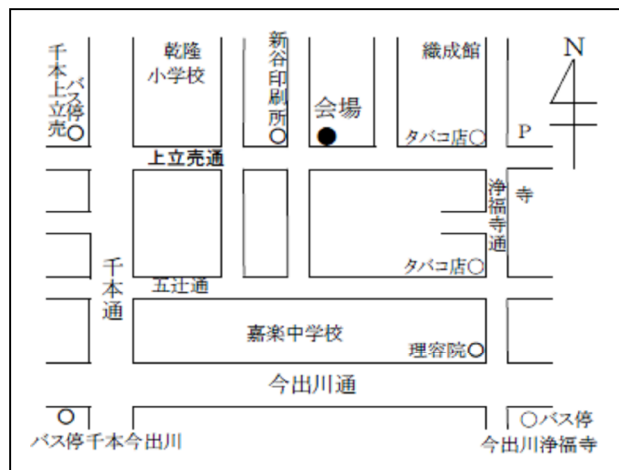 千本上立売
バス停
乾隆
小学校
新谷印刷所
会場
織成館
タバコ店
P
N
上立売通
寺
浄福寺通
千本通
五辻通
タバコ店
嘉楽中学校
理容院
今出川通
バス停千本今出川
バス停
今出川浄福寺